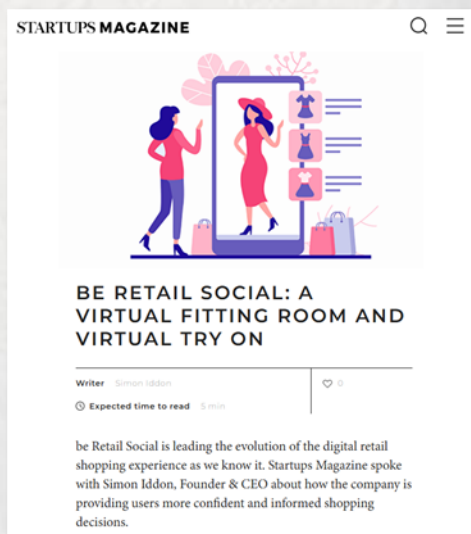 STARTUPS MAGAZINE
BE RETAIL SOCIAL: A
VIRTUAL FITTING ROOM AND
VIRTUAL TRY ON
Writer Simon Iddon
0
Expected time to read 5 min
be Retail Social is leading the evolution of the digital retail
shopping experience as we know it. Startups Magazine spoke
with Simon Iddon, Founder & CEO about how the company is
providing users more confident and informed shopping
decisions.